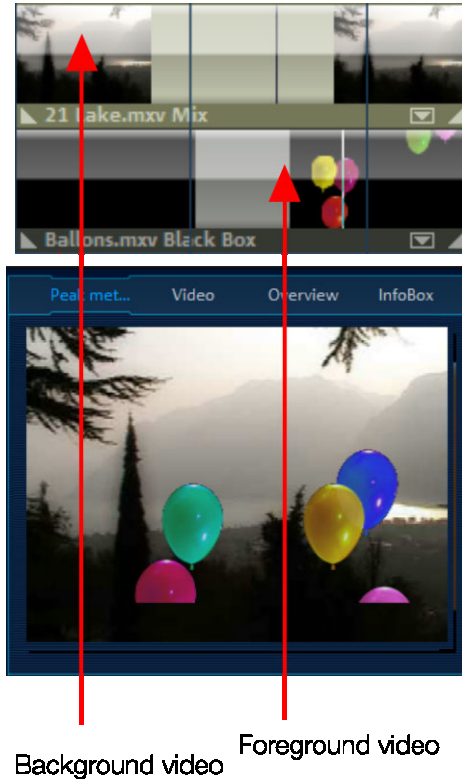 21 Lake.mxv Mix
Ballons.mxv Black Box
Peak met... Video Overview InfoBox
Foreground video
Background video